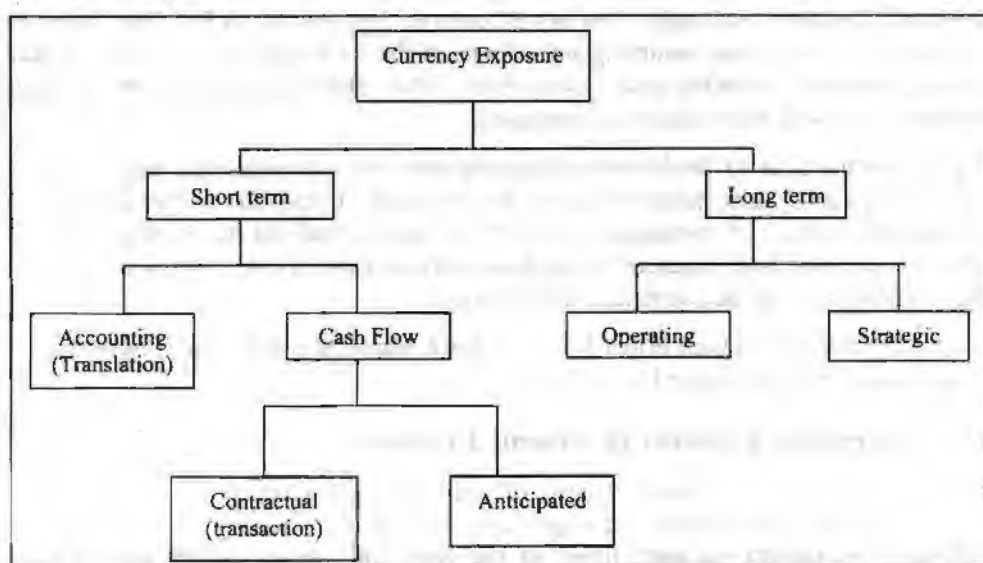 Currency Exposure
Short term
Long term
Accounting
(Translation)
Cash Flow
Operating
Strategic
Contractual
(transaction)
Anticipated